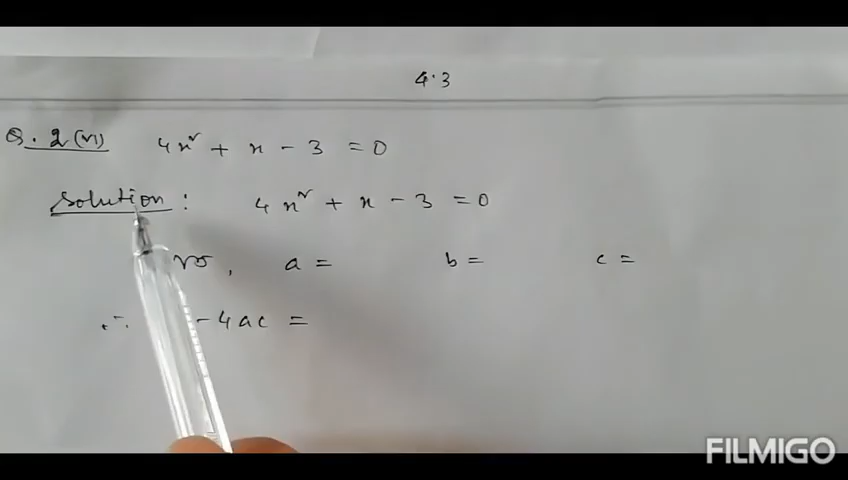 4.3
Q. 2(vi) 4x² + x - 3 = 0
Solution : 4x² + x - 3 = 0
, a = b = c =
∴ - 4ac =
FILMIGO